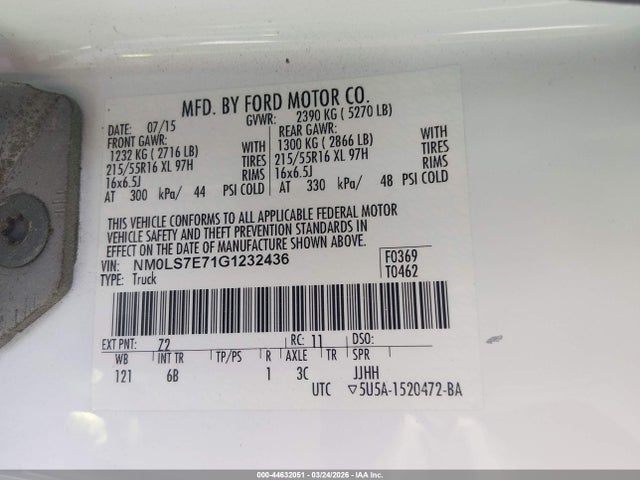 MFD. BY FORD MOTOR CO.
DATE: 07/15 GVWR: 2390 KG ( 5270 LB)
FRONT GAWR: REAR GAWR:
1232 KG ( 2716 LB) WITH 1300 KG ( 2866 LB) WITH
215/55R16 XL 97H TIRES 215/55R16 XL 97H TIRES
16x6.5J RIMS 16x6.5J RIMS
AT 300 kPa/ 44 PSI COLD AT 330 kPa/ 48 PSI COLD
THIS VEHICLE CONFORMS TO ALL APPLICABLE FEDERAL MOTOR
VEHICLE SAFETY AND THEFT PREVENTION STANDARDS IN
EFFECT ON THE DATE OF MANUFACTURE SHOWN ABOVE.
VIN: NM0LS7E71G1232436 F0369
TYPE: Truck T0462
EXT PNT: Z2 RC: 11 DSO:
WB INT TR TP/PS R AXLE TR SPR
121 6B 1 3C JJHH
UTC ▽5U5A-1520472-BA
000-44632051 - 03/24/2026 - IAA Inc.